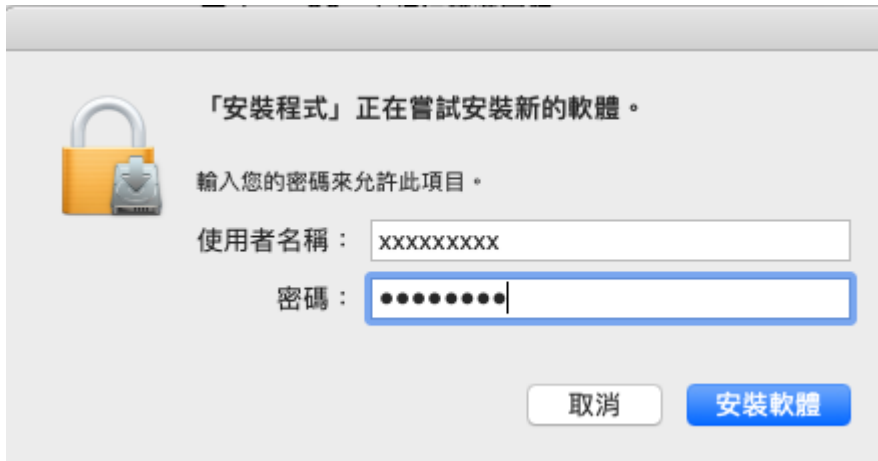 「安裝程式」正在嘗試安裝新的軟體。
輸入您的密碼來允許此項目。
使用者名稱： xxxxxxxxx
密碼： ●●●●●●●●
取消 安裝軟體